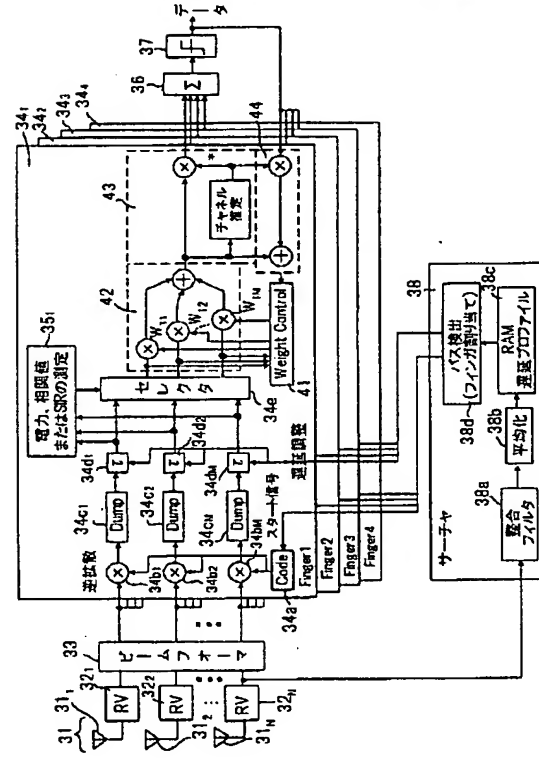 データ
37
36
Σ
34₁
34₂
34₃
34₄
44
43
*
チャネル
推定
42
W₁₁
W₁₂
W₁M
Weight Control
41
35₁
電力、相関値
またはSIRの測定
セレクタ
34e
34d₁
34d₂
34dM
τ
τ
τ
遅延調整
34C₁
34C₂
34CM
Dump
Dump
Dump
スタート信号
逆拡散
34b₁
34b₂
34bM
Code
34a
Finger1
Finger2
Finger3
Finger4
33
ビームフォーマ
32₁
32₂
32N
RV
RV
RV
31
31₁
31₂
31N
38
パス検出
(フィンガ割り当て)
38d
38c
RAM
遅延プロファイル
38b
平均化
38a
整合
フィルタ
サーチャ